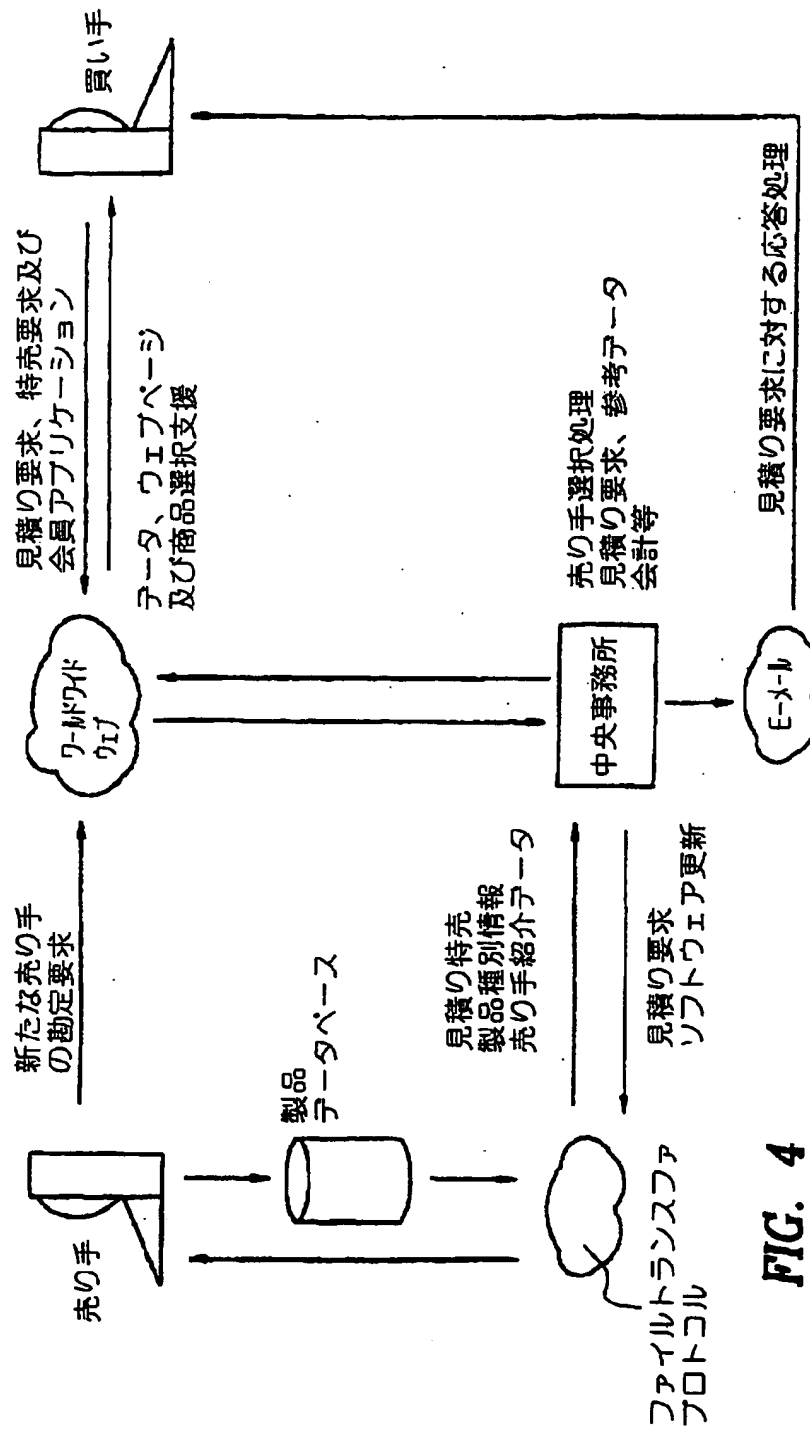 売り手
新たな売り手
の勘定要求
ワールドワイド
ウェブ
見積り要求、特売要求及び
会員アプリケーション
買い手
データ、ウェブページ
及び商品選択支援
製品
データベース
見積り特売
製品種別情報
売り手紹介データ
中央事務所
売り手選択処理
見積り要求、参考データ
会計等
ファイルトランスファ
プロトコル
見積り要求
ソフトウェア更新
E-メール
見積り要求に対する応答処理
FIG. 4